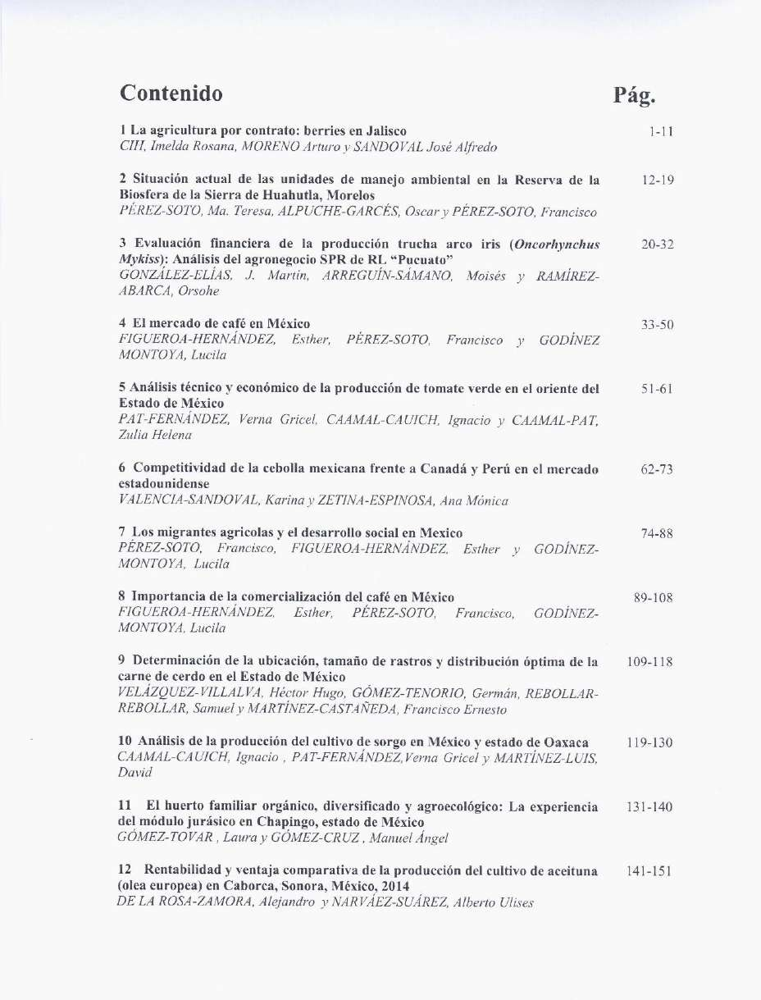 Contenido Pág.
1 La agricultura por contrato: berries en Jalisco 1-11
CIH, Imelda Rosana, MORENO Arturo y SANDOVAL José Alfredo
2 Situación actual de las unidades de manejo ambiental en la Reserva de la 12-19
Biosfera de la Sierra de Huahutla, Morelos
PÉREZ-SOTO, Ma. Teresa, ALPUCHE-GARCÉS, Oscar y PÉREZ-SOTO, Francisco
3 Evaluación financiera de la producción trucha arco iris (Oncorhynchus 20-32
Mykiss): Análisis del agronegocio SPR de RL “Pucuato”
GONZÁLEZ-ELÍAS, J. Martin, ARREGUÍN-SÁMANO, Moisés y RAMÍREZ-
ABARCA, Orsohe
4 El mercado de café en México 33-50
FIGUEROA-HERNÁNDEZ, Esther, PÉREZ-SOTO, Francisco y GODÍNEZ
MONTOYA, Lucila
5 Análisis técnico y económico de la producción de tomate verde en el oriente del 51-61
Estado de México
PAT-FERNÁNDEZ, Verna Gricel, CAAMAL-CAUICH, Ignacio y CAAMAL-PAT,
Zulia Helena
6 Competitividad de la cebolla mexicana frente a Canadá y Perú en el mercado 62-73
estadounidense
VALENCIA-SANDOVAL, Karina y ZETINA-ESPINOSA, Ana Mónica
7 Los migrantes agricolas y el desarrollo social en Mexico 74-88
PÉREZ-SOTO, Francisco, FIGUEROA-HERNÁNDEZ, Esther y GODÍNEZ-
MONTOYA, Lucila
8 Importancia de la comercialización del café en México 89-108
FIGUEROA-HERNÁNDEZ, Esther, PÉREZ-SOTO, Francisco, GODÍNEZ-
MONTOYA, Lucila
9 Determinación de la ubicación, tamaño de rastros y distribución óptima de la 109-118
carne de cerdo en el Estado de México
VELÁZQUEZ-VILLALVA, Héctor Hugo, GÓMEZ-TENORIO, Germán, REBOLLAR-
REBOLLAR, Samuel y MARTÍNEZ-CASTAÑEDA, Francisco Ernesto
10 Análisis de la producción del cultivo de sorgo en México y estado de Oaxaca 119-130
CAAMAL-CAUICH, Ignacio , PAT-FERNÁNDEZ,Verna Gricel y MARTÍNEZ-LUIS,
David
11 El huerto familiar orgánico, diversificado y agroecológico: La experiencia 131-140
del módulo jurásico en Chapingo, estado de México
GÓMEZ-TOVAR , Laura y GÓMEZ-CRUZ , Manuel Ángel
12 Rentabilidad y ventaja comparativa de la producción del cultivo de aceituna 141-151
(olea europea) en Caborca, Sonora, México, 2014
DE LA ROSA-ZAMORA, Alejandro y NARVÁEZ-SUÁREZ, Alberto Ulises